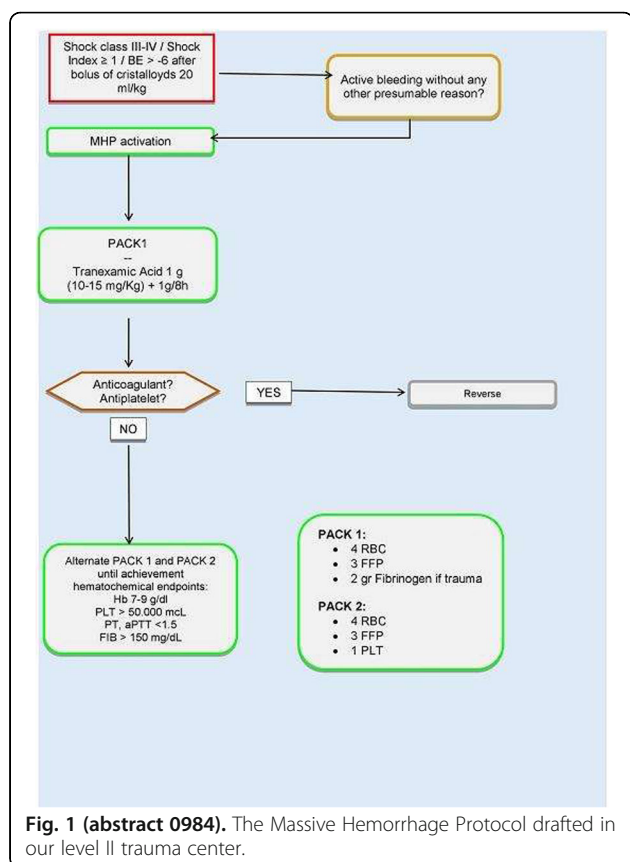 Shock class III-IV / Shock
Index ≥ 1 / BE > -6 after
bolus of cristalloyds 20
ml/kg
Active bleeding without any
other presumable reason?
MHP activation
PACK1
--
Tranexamic Acid 1 g
(10-15 mg/Kg) + 1g/8h
Anticoagulant?
Antiplatelet?
YES
Reverse
NO
Alternate PACK 1 and PACK 2
until achievement
hematochemical endpoints:
Hb 7-9 g/dl
PLT > 50.000 mcL
PT, aPTT <1.5
FIB > 150 mg/dL
PACK 1:
• 4 RBC
• 3 FFP
• 2 gr Fibrinogen if trauma
PACK 2:
• 4 RBC
• 3 FFP
• 1 PLT
Fig. 1 (abstract 0984). The Massive Hemorrhage Protocol drafted in
our level II trauma center.